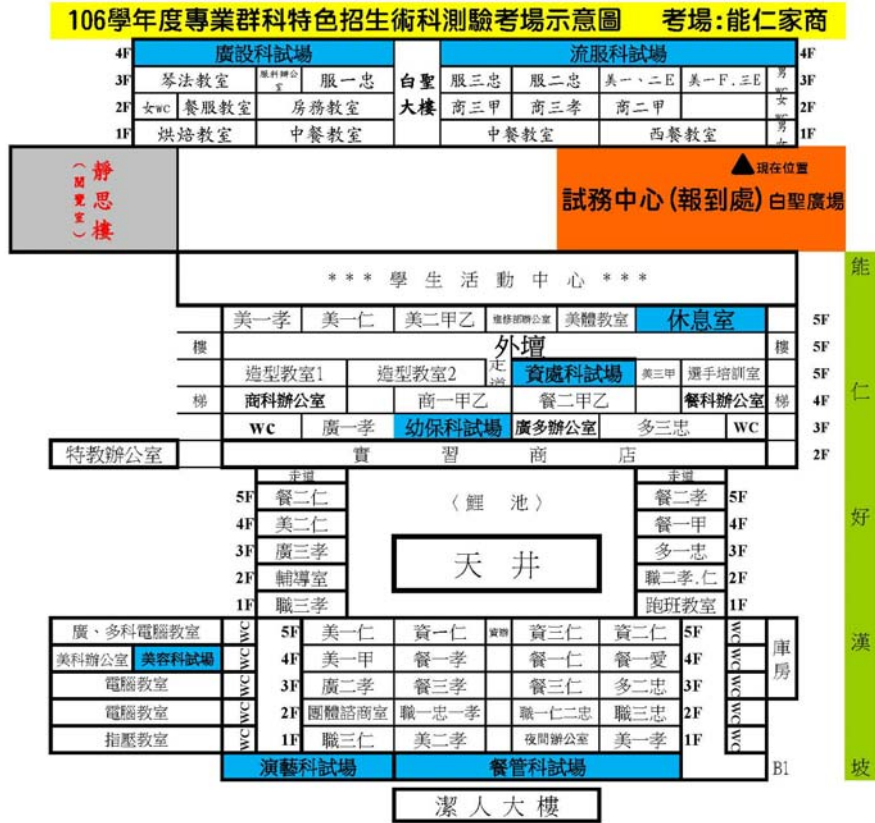 106學年度專業群科特色招生術科測驗考場示意圖 考場:能仁家商
4F 廣設科試場 流服科試場 4F
3F 琴法教室 服科辦公室 服一忠 白聖 服三忠 服二忠 美一、二E 美一F.三E 3F
2F 女WC 餐服教室 房務教室 大樓 商三甲 商三孝 商二甲 2F
1F 烘焙教室 中餐教室 中餐教室 西餐教室 1F
靜思樓
(閱覽室)
▲現在位置
試務中心(報到處)白聖廣場
能仁好漢坡
*** 學生活動中心 ***
美一孝 美一仁 美二甲乙 進修部辦公室 美體教室 休息室 5F
樓 外壇 樓 5F
造型教室1 造型教室2 走道 資處科試場 美三甲 選手培訓室 5F
梯 商科辦公室 商一甲乙 餐二甲乙 餐科辦公室 梯 4F
WC 廣一孝 幼保科試場 廣多辦公室 多三忠 WC 3F
特教辦公室 實習商店 2F
走道 走道
5F 餐二仁 〈鯉池〉 餐二孝 5F
4F 美二仁 餐一甲 4F
3F 廣三孝 天井 多一忠 3F
2F 輔導室 職二孝.仁 2F
1F 職三孝 跑班教室 1F
廣、多科電腦教室 WC 5F 美一仁 資一仁 資辦 資三仁 資二仁 5F WC 庫房
美科辦公室 美容科試場 WC 4F 美一甲 餐一孝 餐一仁 餐一愛 4F WC
電腦教室 WC 3F 廣二孝 餐三孝 餐三仁 多二忠 3F WC
電腦教室 WC 2F 團體諮商室 職一忠一孝 職一仁二忠 職三忠 2F WC
指壓教室 WC 1F 職三仁 美二孝 夜間辦公室 美一孝 1F WC
演藝科試場 餐管科試場 B1
潔人大樓